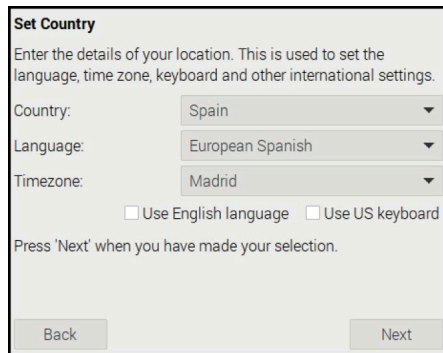 Set Country
Enter the details of your location. This is used to set the
language, time zone, keyboard and other international settings.
Country: Spain
Language: European Spanish
Timezone: Madrid
Use English language Use US keyboard
Press 'Next' when you have made your selection.
Back Next